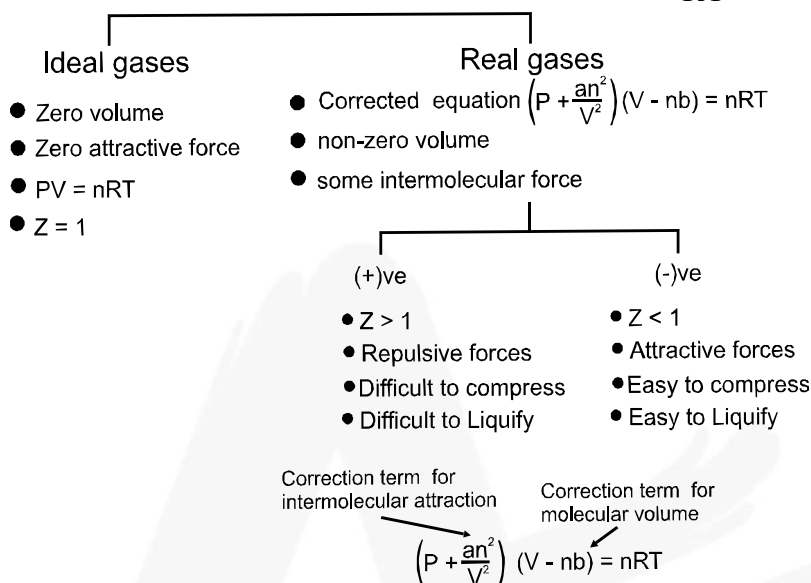 Ideal gases
● Zero volume
● Zero attractive force
● PV = nRT
● Z = 1
Real gases
● Corrected equation (P + an²/V²) (V - nb) = nRT
● non-zero volume
● some intermolecular force
(+)ve
● Z > 1
● Repulsive forces
● Difficult to compress
● Difficult to Liquify
(-)ve
● Z < 1
● Attractive forces
● Easy to compress
● Easy to Liquify
Correction term for
intermolecular attraction
Correction term for
molecular volume
(P + an²/V²) (V - nb) = nRT